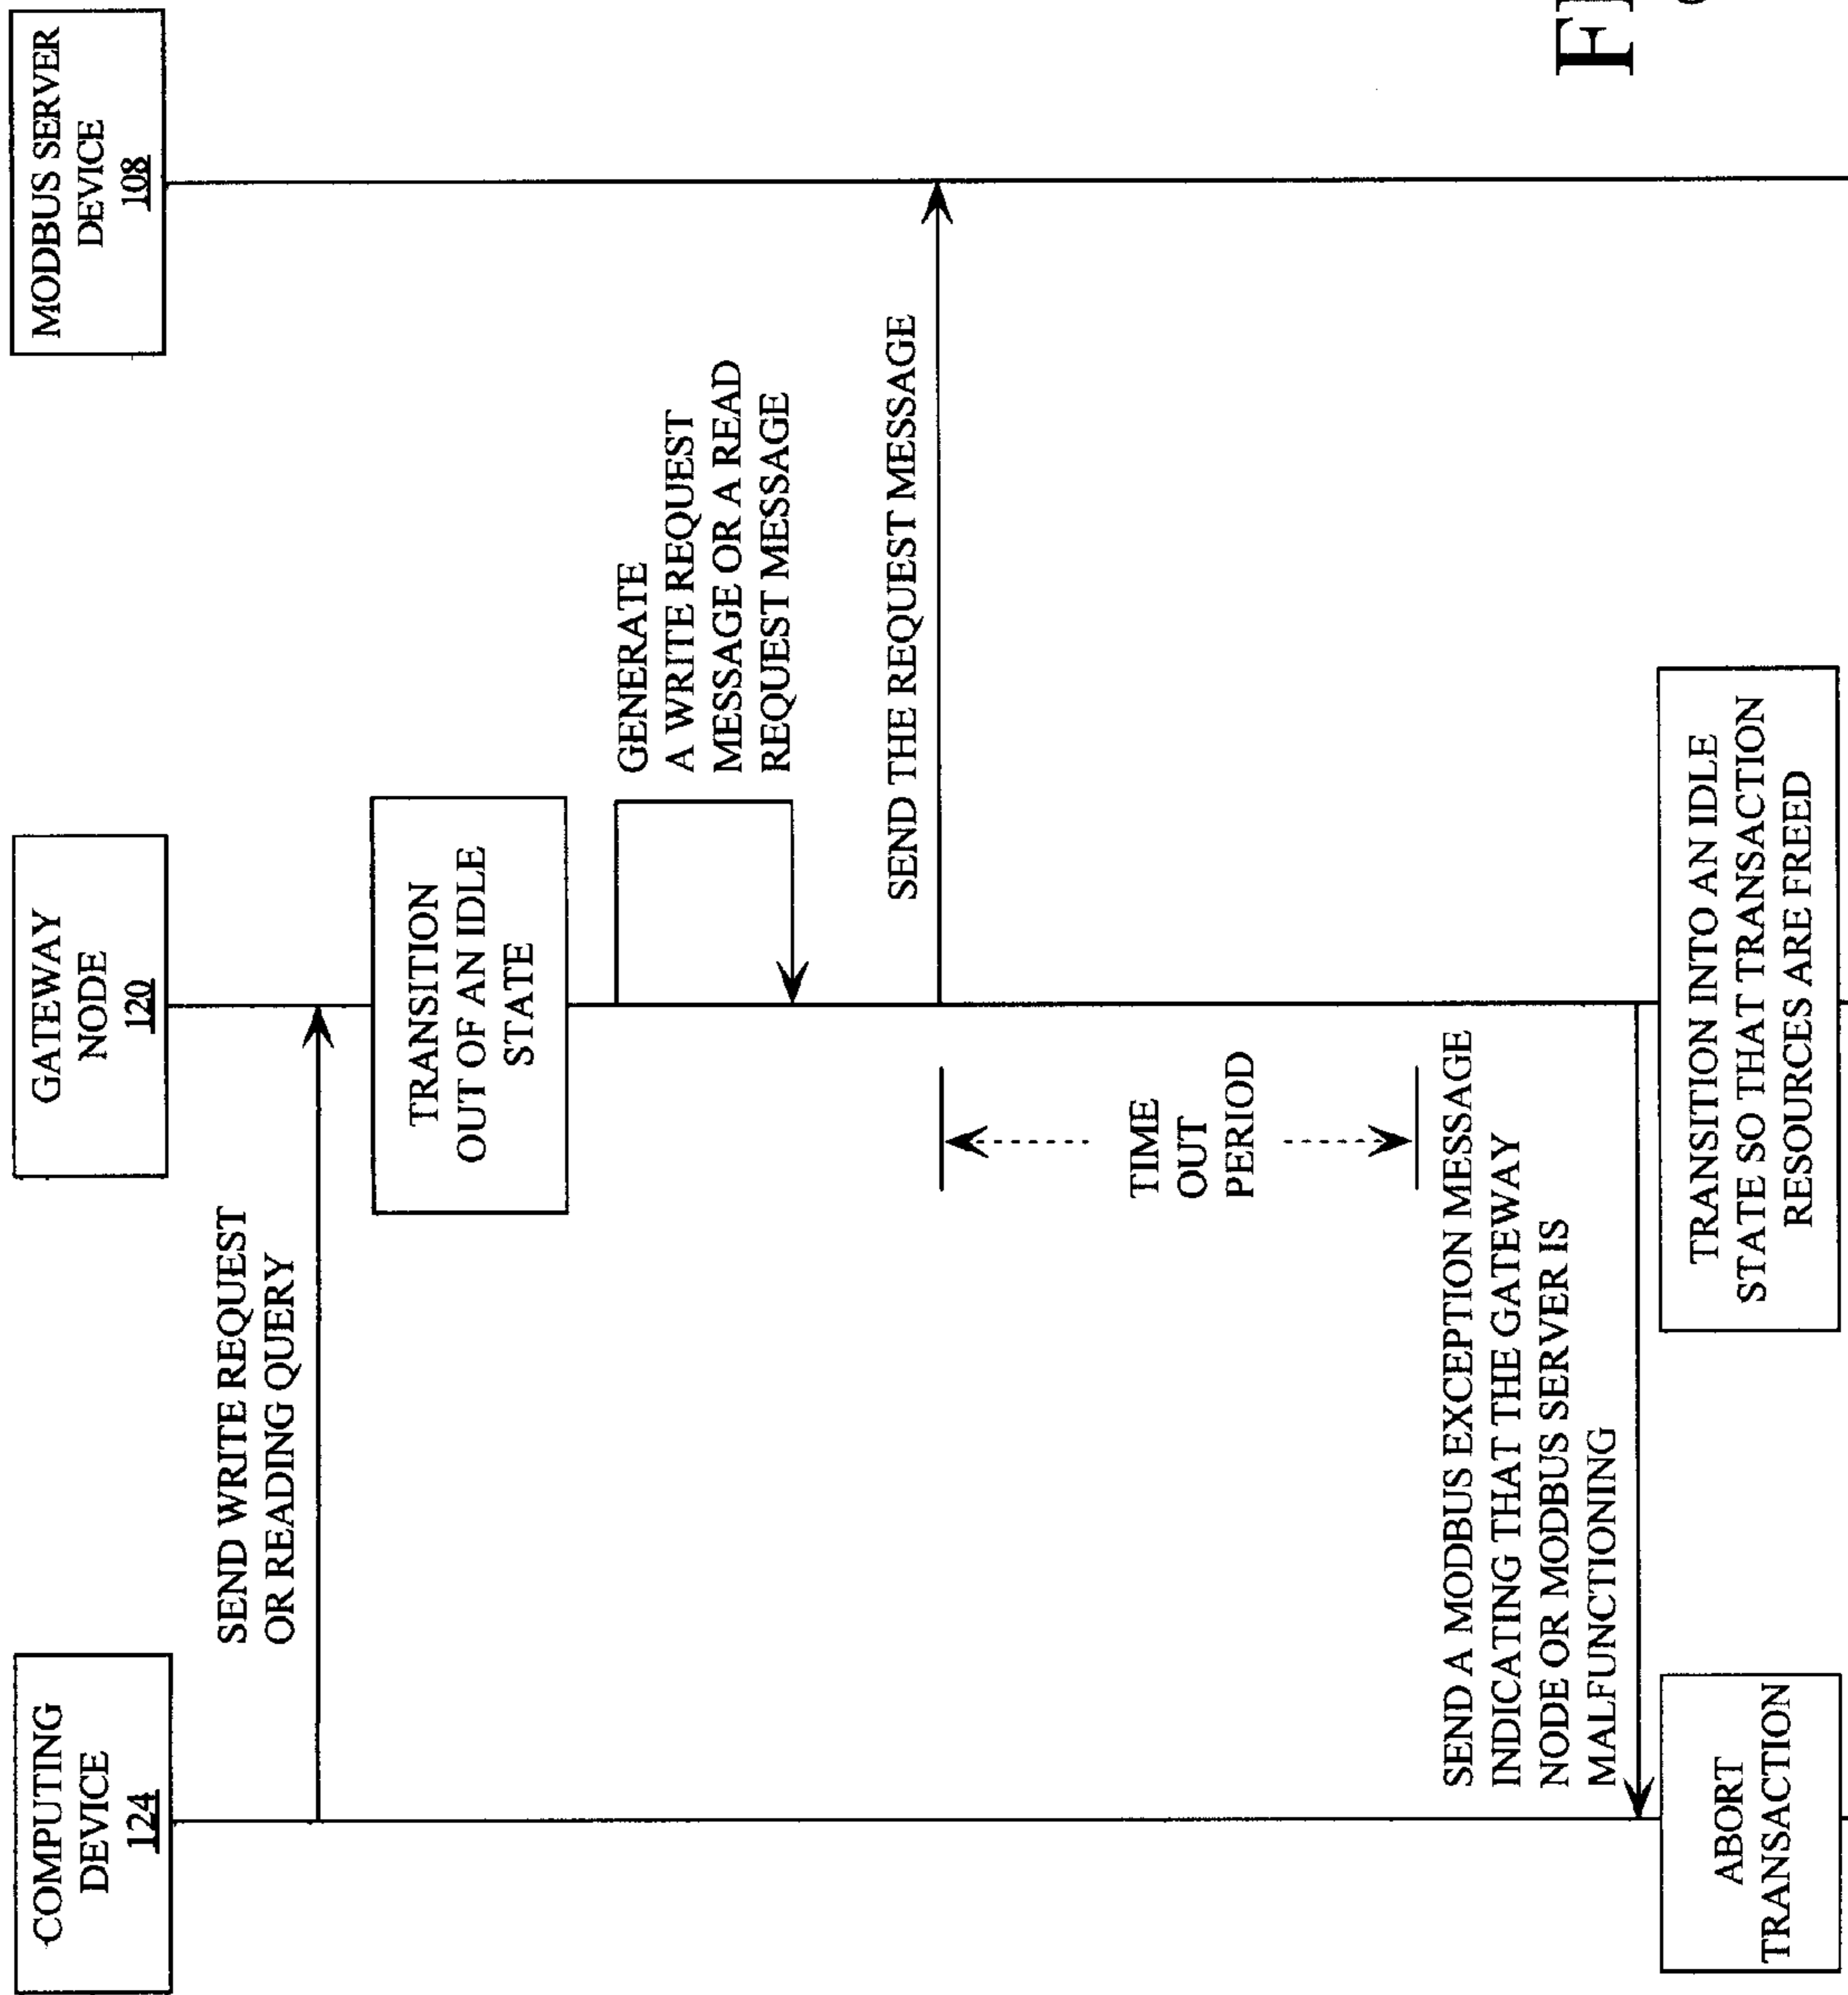 COMPUTING
DEVICE
124
GATEWAY
NODE
120
MODBUS SERVER
DEVICE
108
SEND WRITE REQUEST
OR READING QUERY
TRANSITION
OUT OF AN IDLE
STATE
GENERATE
A WRITE REQUEST
MESSAGE OR A READ
REQUEST MESSAGE
SEND THE REQUEST MESSAGE
TIME
OUT
PERIOD
SEND A MODBUS EXCEPTION MESSAGE
INDICATING THAT THE GATEWAY
NODE OR MODBUS SERVER IS
MALFUNCTIONING
ABORT
TRANSACTION
TRANSITION INTO AN IDLE
STATE SO THAT TRANSACTION
RESOURCES ARE FREED